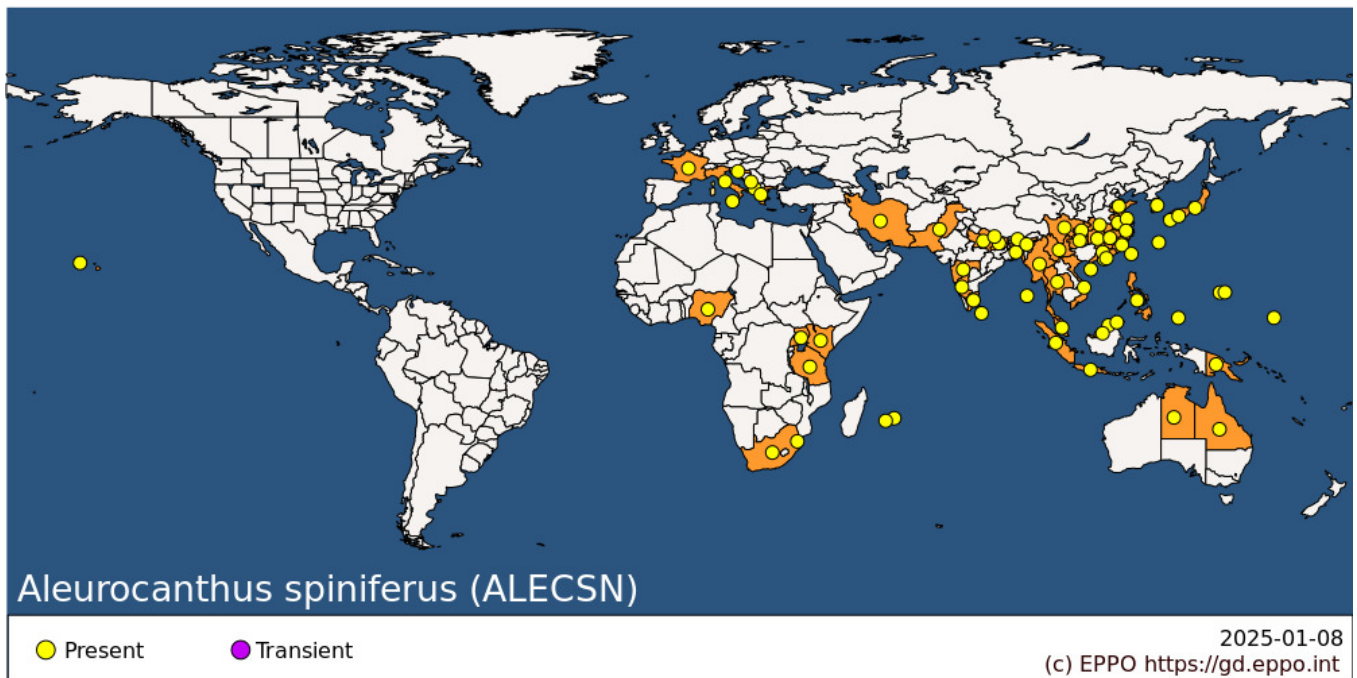 Aleurocanthus spiniferus (ALECSN)
Present
Transient
2025-01-08
(c) EPPO https://gd.eppo.int